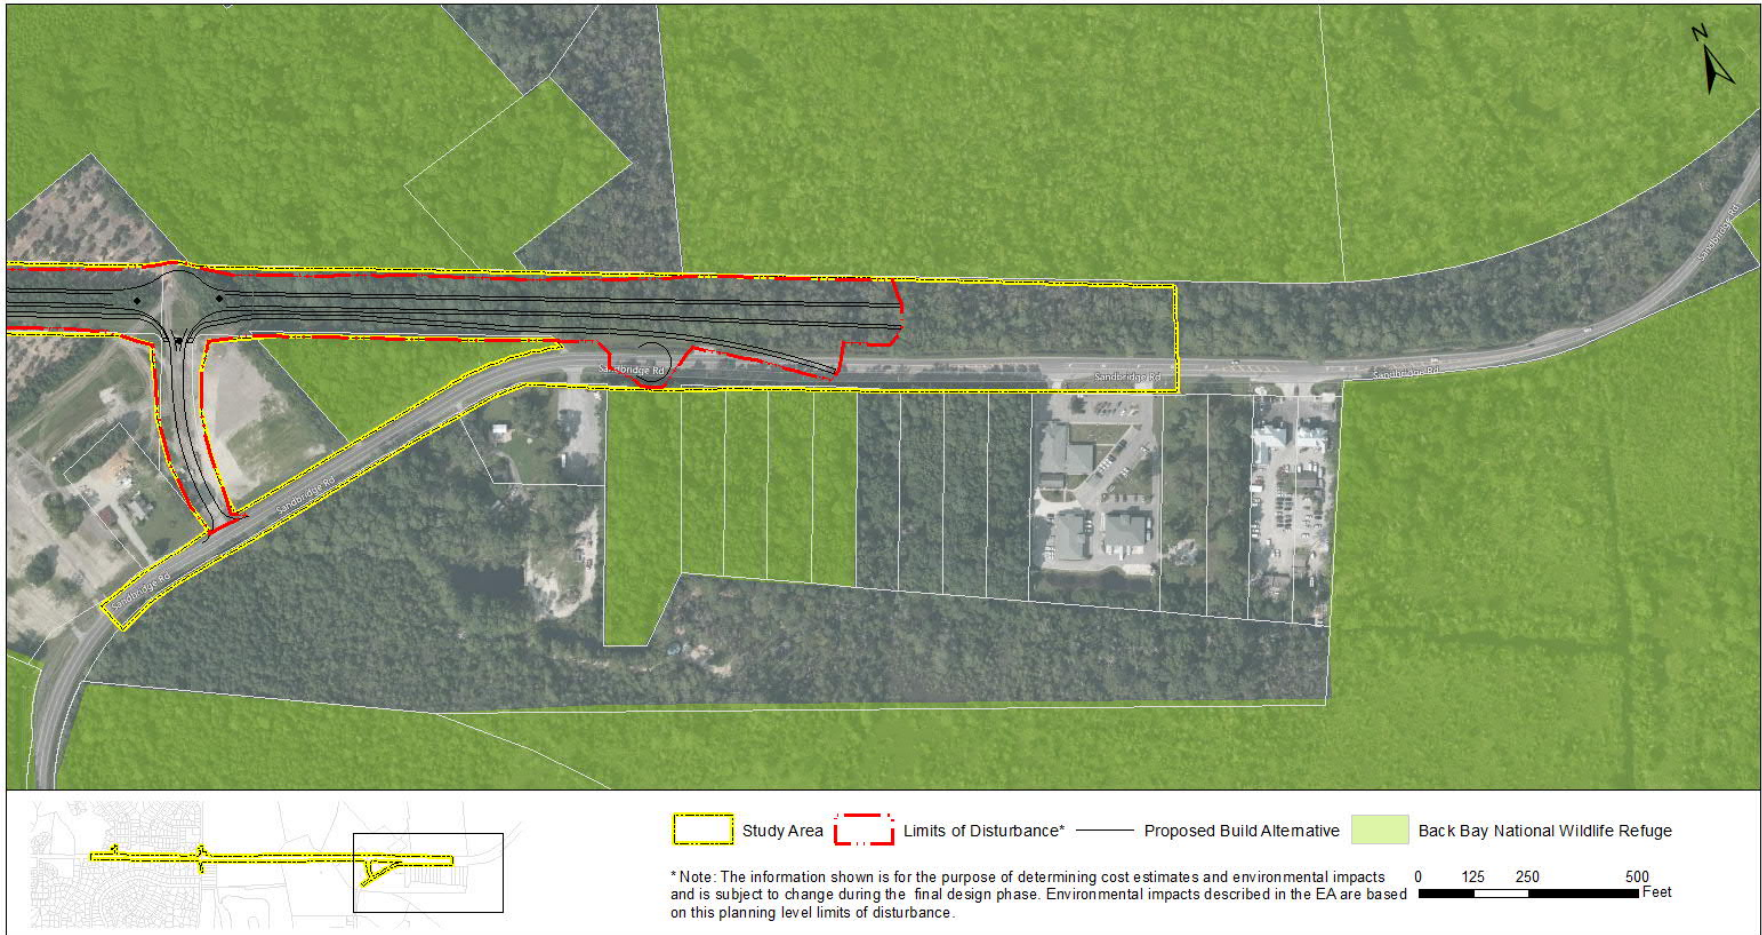 N
Sandbridge Rd
Sandbridge Rd
Sandbridge Rd
Sandbridge Rd
Sandbridge Rd
Sandbridge Rd
Study Area
Limits of Disturbance*
Proposed Build Alternative
Back Bay National Wildlife Refuge
* Note: The information shown is for the purpose of determining cost estimates and environmental impacts
and is subject to change during the final design phase. Environmental impacts described in the EA are based
on this planning level limits of disturbance.
0 125 250 500
Feet